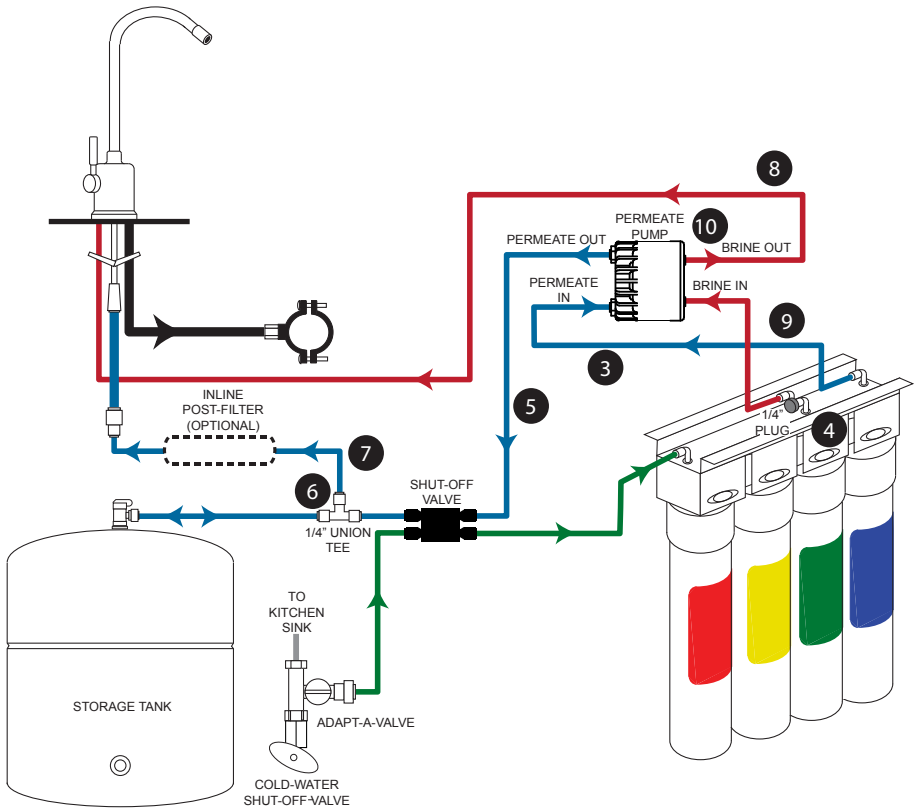 8
PERMEATE
PUMP
10
PERMEATE OUT
BRINE OUT
PERMEATE
IN
BRINE IN
9
3
INLINE
POST-FILTER
(OPTIONAL)
5
1/4"
PLUG
4
7
6
SHUT-OFF
VALVE
1/4" UNION
TEE
TO
KITCHEN
SINK
STORAGE TANK
ADAPT-A-VALVE
COLD-WATER
SHUT-OFF-VALVE